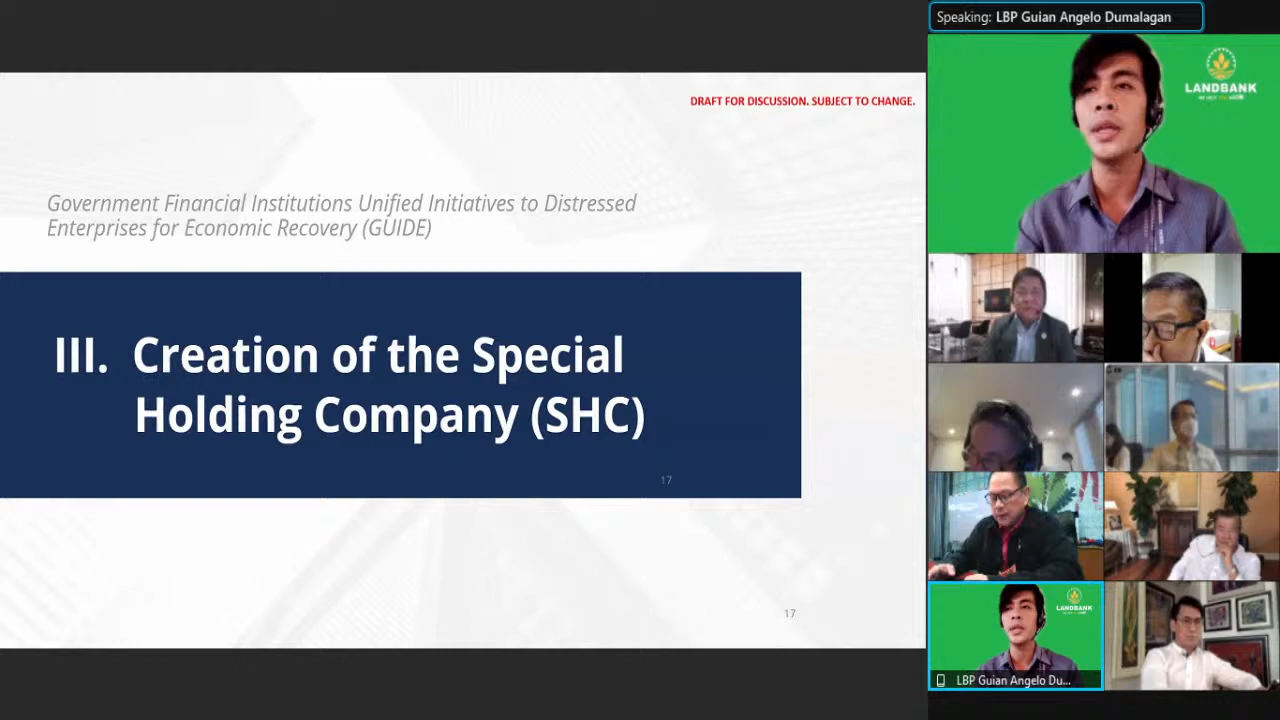 Speaking: LBP Guian Angelo Dumalagan
LANDBANK
DRAFT FOR DISCUSSION. SUBJECT TO CHANGE.
Government Financial Institutions Unified Initiatives to Distressed
Enterprises for Economic Recovery (GUIDE)
III. Creation of the Special
Holding Company (SHC)
17
17
LANDBANK
LBP Guian Angelo Du...